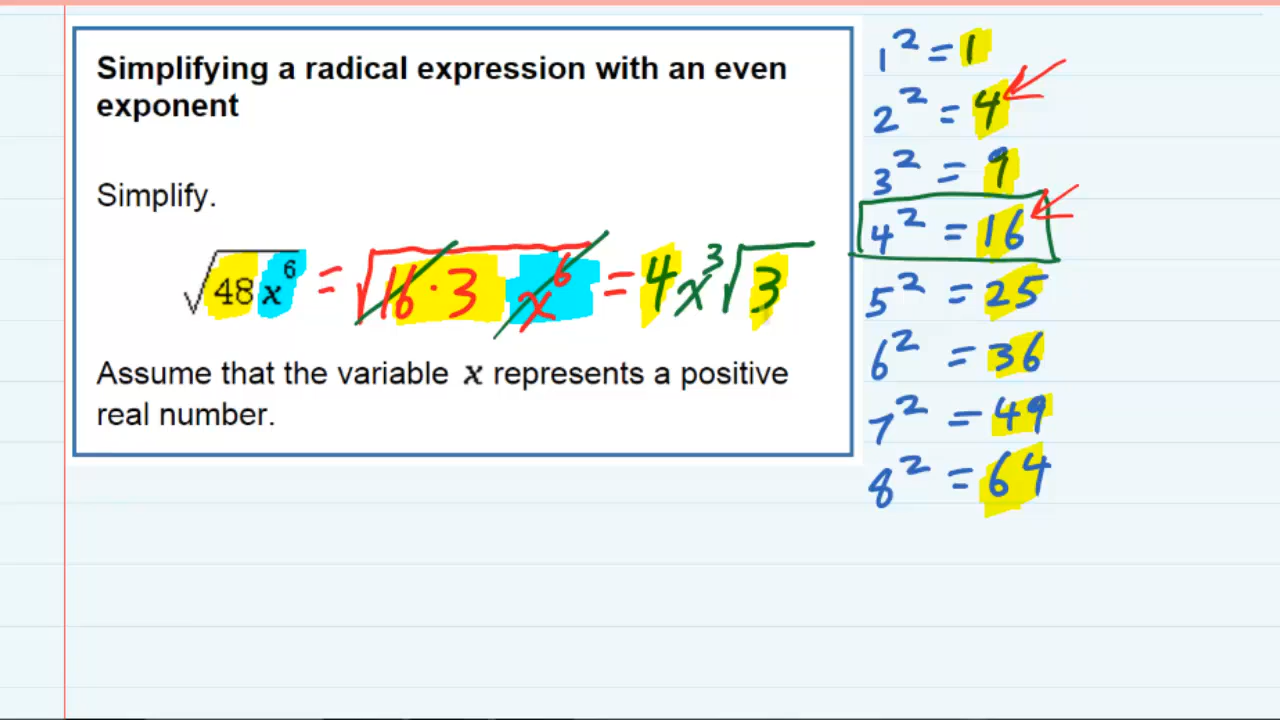 Simplifying a radical expression with an even
exponent
Simplify.
√48x⁶ = √16·3 x⁶ = 4x³√3
Assume that the variable x represents a positive
real number.
1² = 1
2² = 4
3² = 9
4² = 16
5² = 25
6² = 36
7² = 49
8² = 64